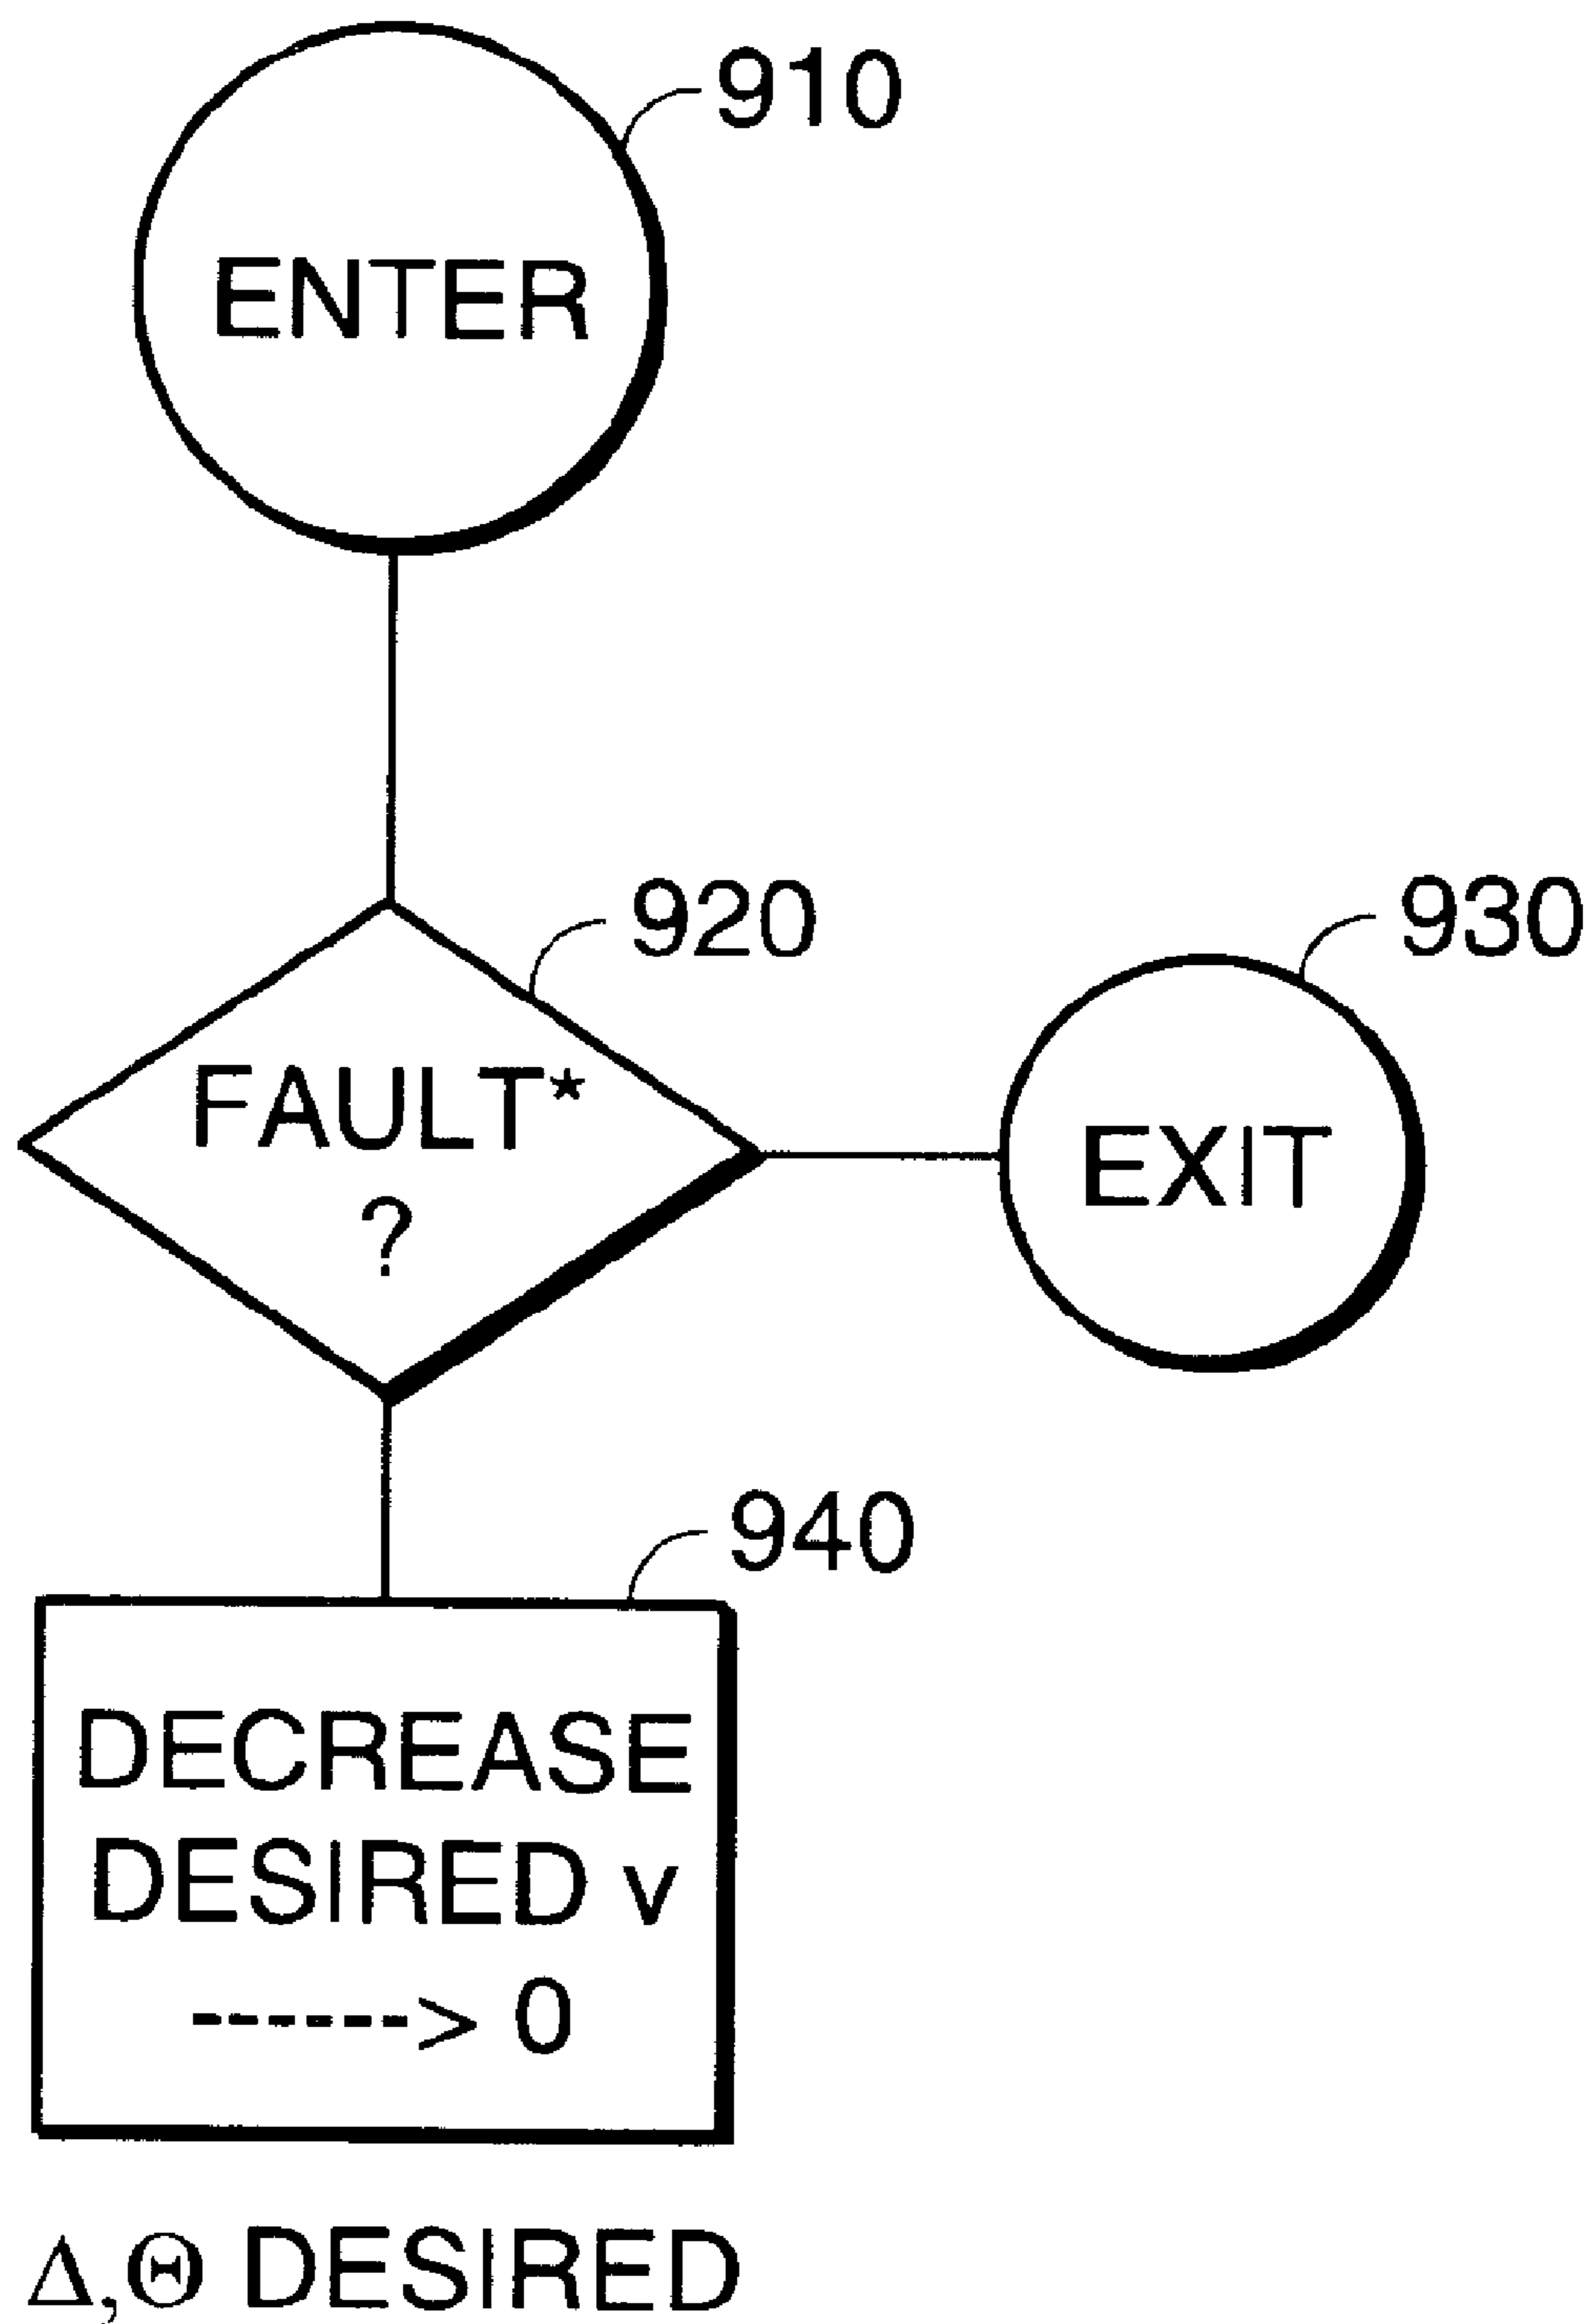 910
ENTER
920
FAULT*
?
930
EXIT
940
DECREASE
DESIRED v
------> 0
Δ,Θ DESIRED